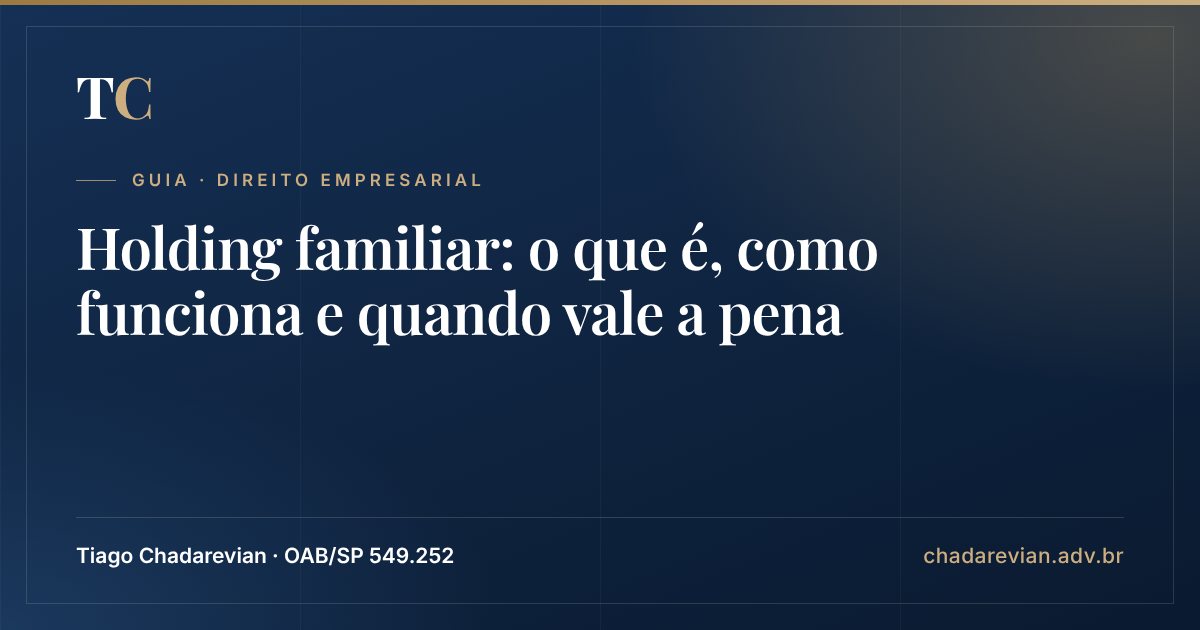 TC
GUIA · DIREITO EMPRESARIAL
Holding familiar: o que é, como
funciona e quando vale a pena
Tiago Chadarevian · OAB/SP 549.252
chadarevian.adv.br